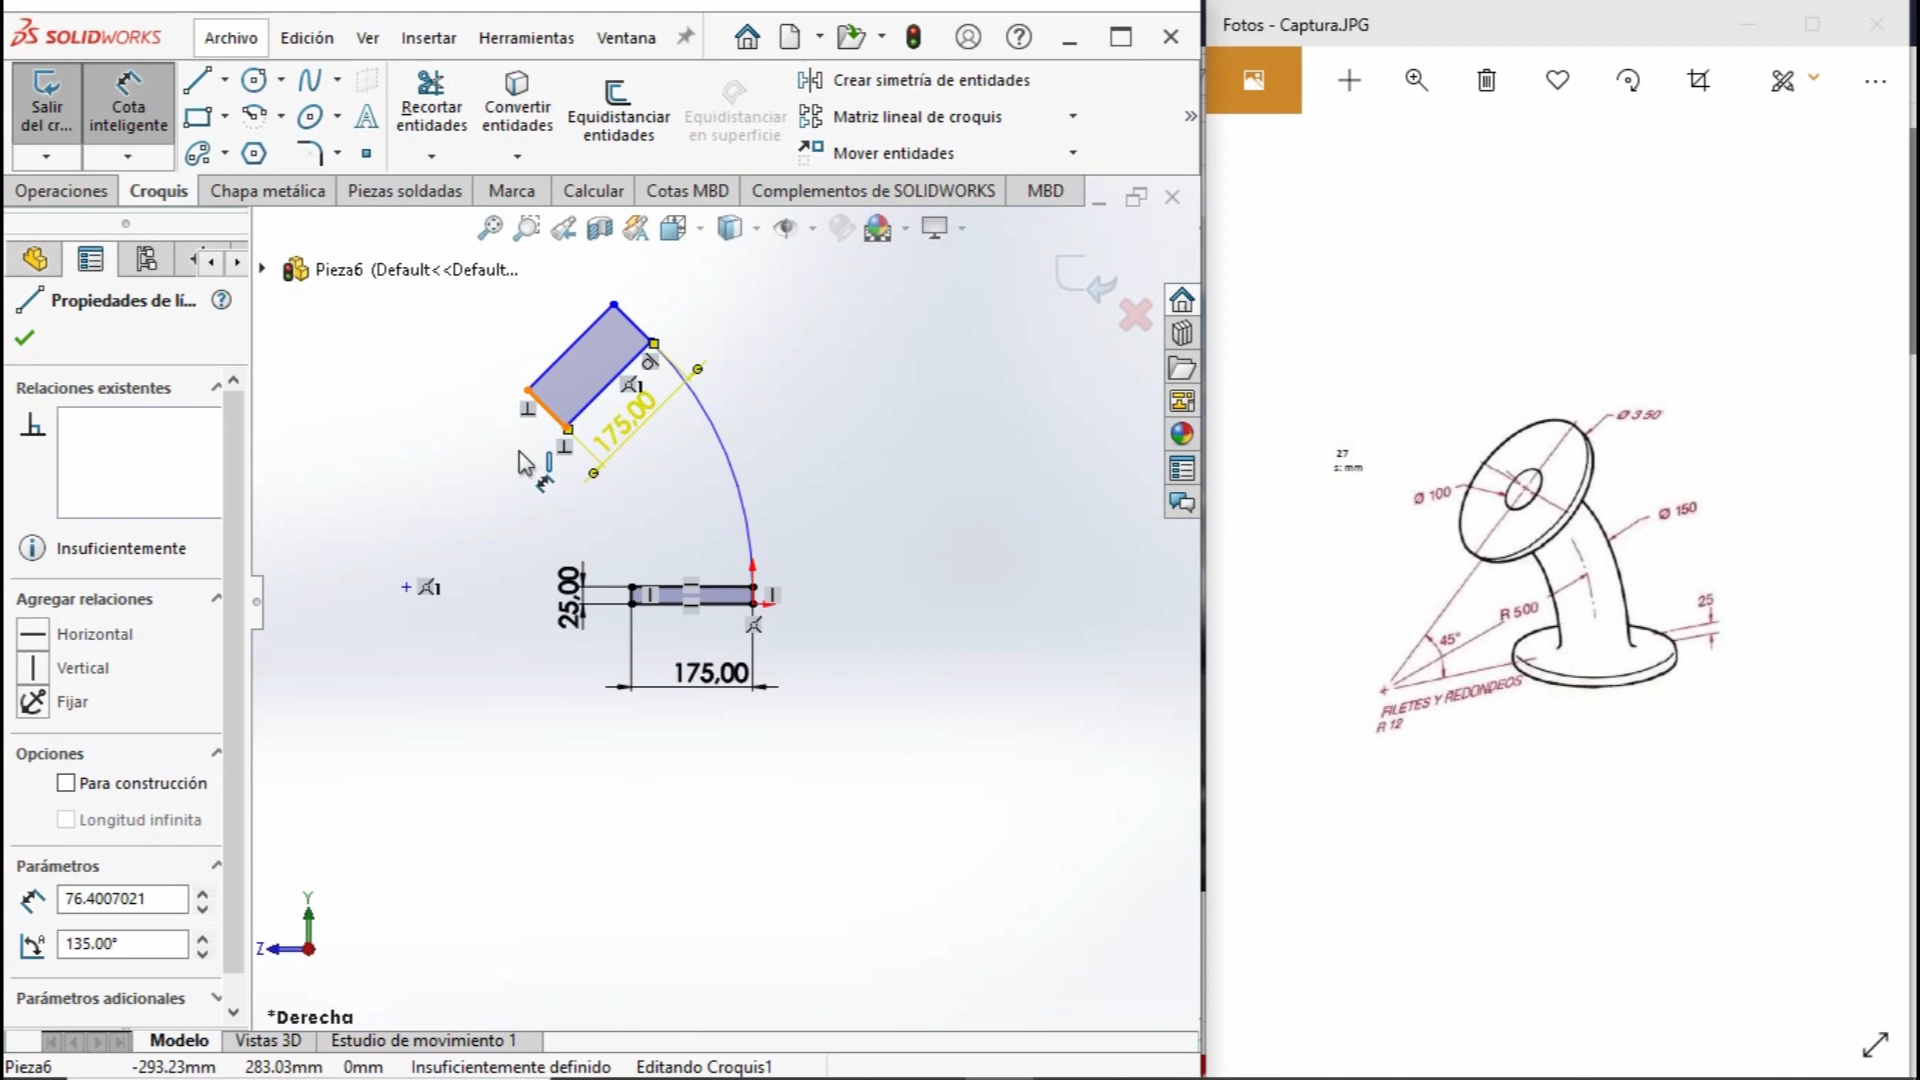 SOLIDWORKS
Archivo Edición Ver Insertar Herramientas Ventana
Fotos - Captura.JPG
Salir del cr...
Cota inteligente
Recortar entidades
Convertir entidades
Equidistanciar entidades
Equidistanciar en superficie
Crear simetría de entidades
Matriz lineal de croquis
Mover entidades
Operaciones Croquis Chapa metálica Piezas soldadas Marca Calcular Cotas MBD Complementos de SOLIDWORKS MBD
Pieza6 (Default<<Default...
Propiedades de lí...
Relaciones existentes
Insuficientemente
Agregar relaciones
Horizontal
Vertical
Fijar
Opciones
Para construcción
Longitud infinita
Parámetros
76.4007021
135.00°
Parámetros adicionales
175,00
25,00
175,00
Y
Z
*Derecha
Modelo Vistas 3D Estudio de movimiento 1
Pieza6 -293.23mm 283.03mm 0mm Insuficientemente definido Editando Croquis1
27
s: mm
Ø 350
Ø 100
Ø 150
R 500
25
45°
FILETES Y REDONDEOS
R 12